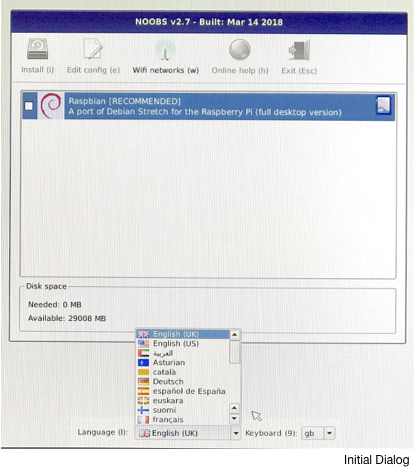 NOOBS v2.7 - Built: Mar 14 2018
Install (i) Edit config (e) Wifi networks (w) Online help (h) Exit (Esc)
Raspbian [RECOMMENDED]
A port of Debian Stretch for the Raspberry Pi (full desktop version)
Disk space
Needed: 0 MB
Available: 29008 MB
English (UK)
English (US)
العربية
Asturian
català
Deutsch
español de España
euskara
suomi
français
Language (l): English (UK) Keyboard (9): gb
Initial Dialog